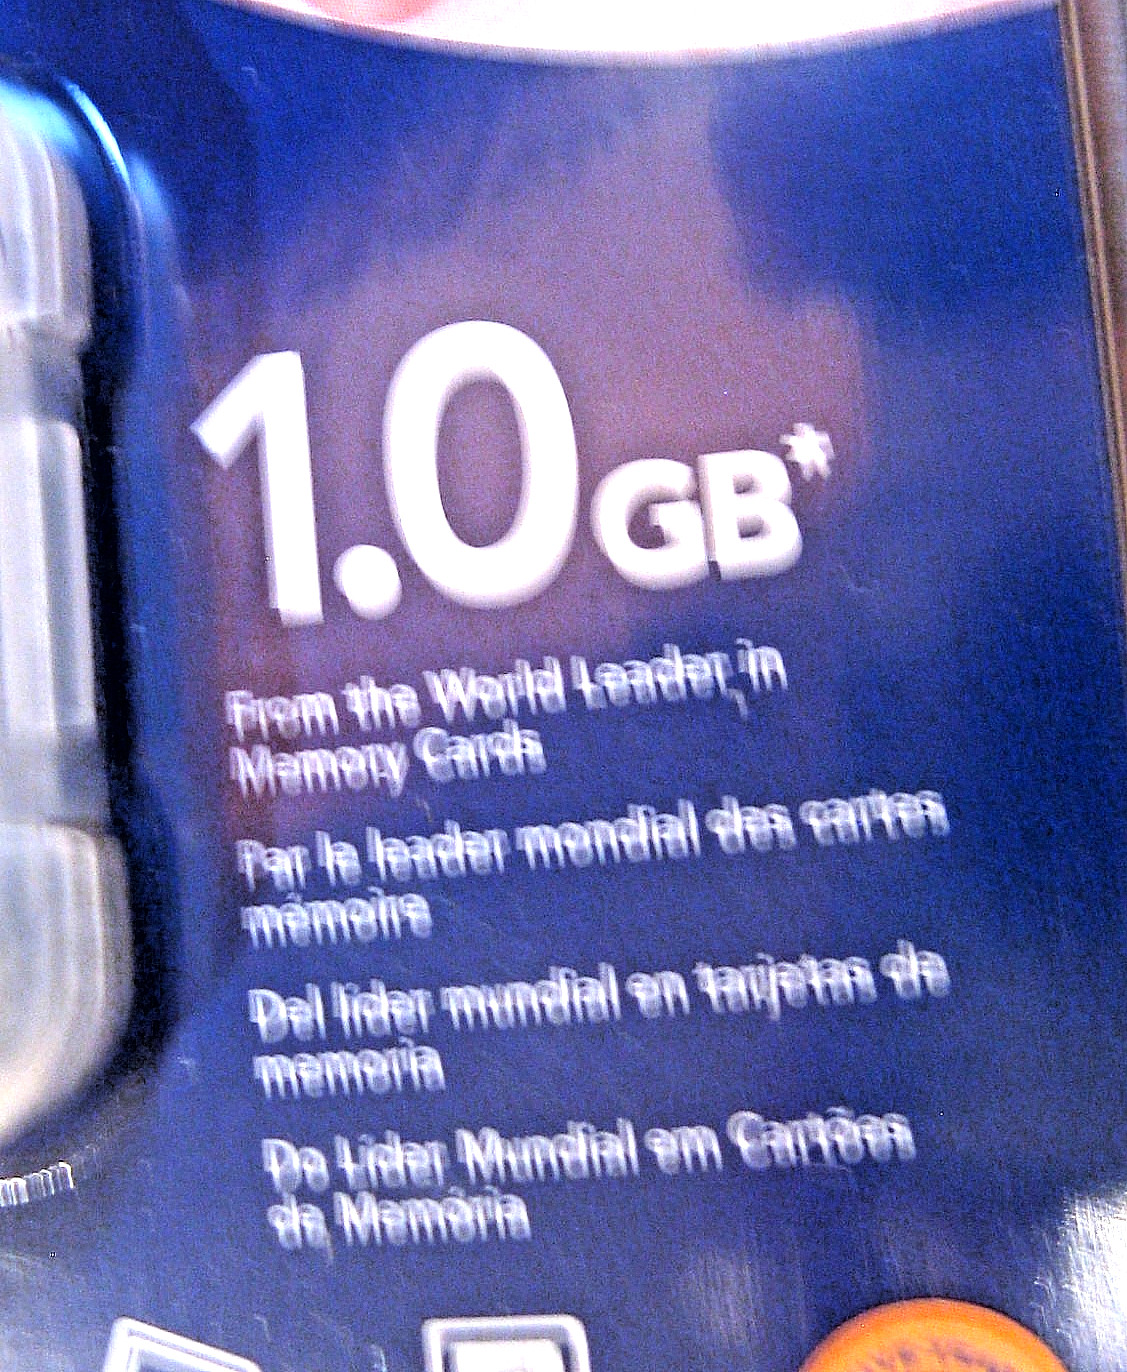 1.0GB*
From the World Leader in
Memory Cards
Par le leader mondial des cartes
mémoire
Del líder mundial en tarjetas de
memoria
Do Líder Mundial em Cartões
de Memória